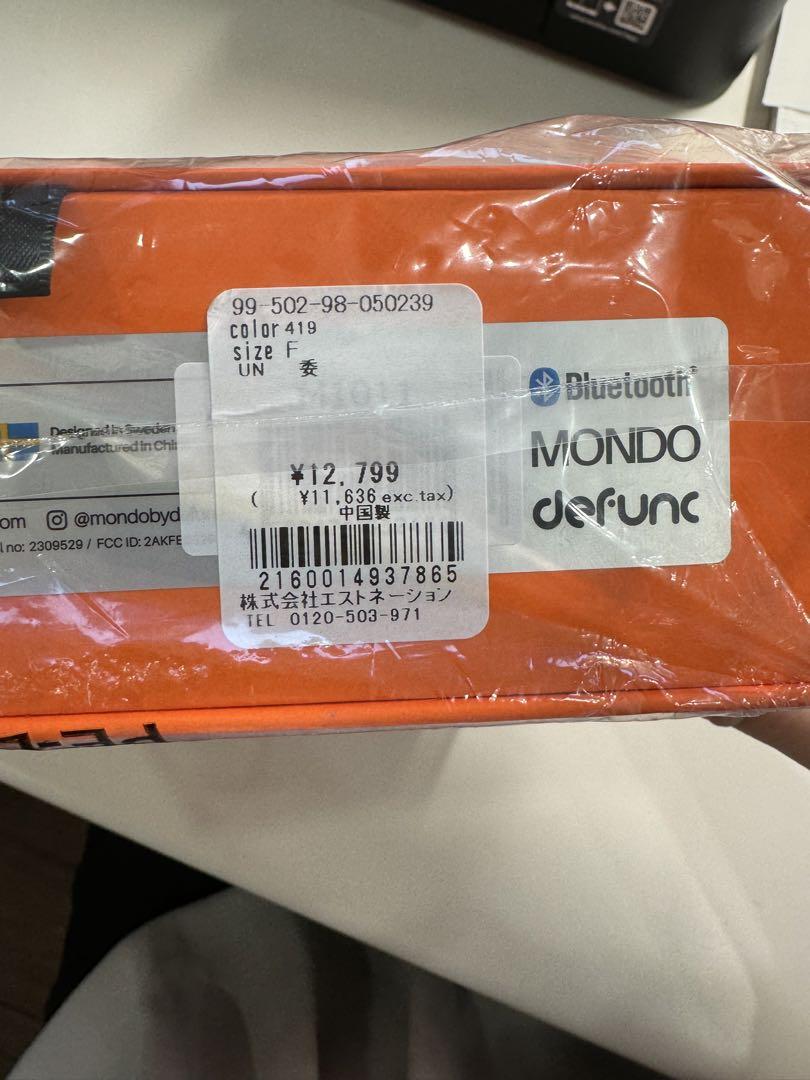 99-502-98-050239
color 419
size F
UN 委
¥12,799
( ¥11,636 exc.tax)
中国製
2160014937865
株式会社エストネーション
TEL 0120-503-971
Designed in Sweden
Manufactured in
@mondobyd
no: 2309529 / FCC ID:
Bluetooth
MONDO
defunc